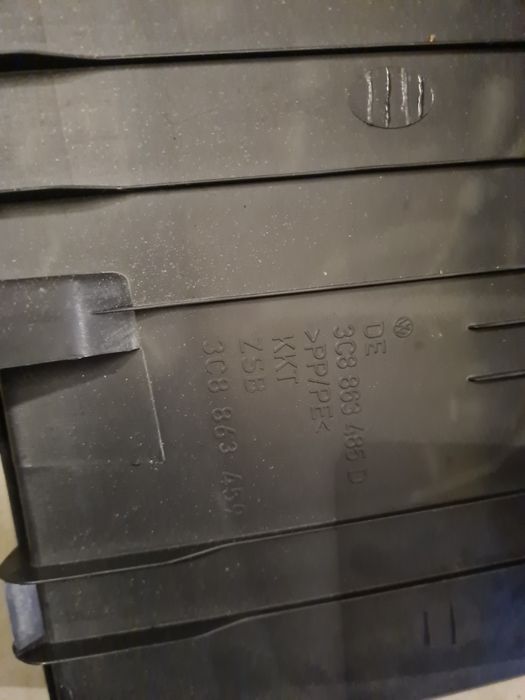 DE
3C8 863 485 D
>PP/PE<
KKT
ZSB
3C8 863 459